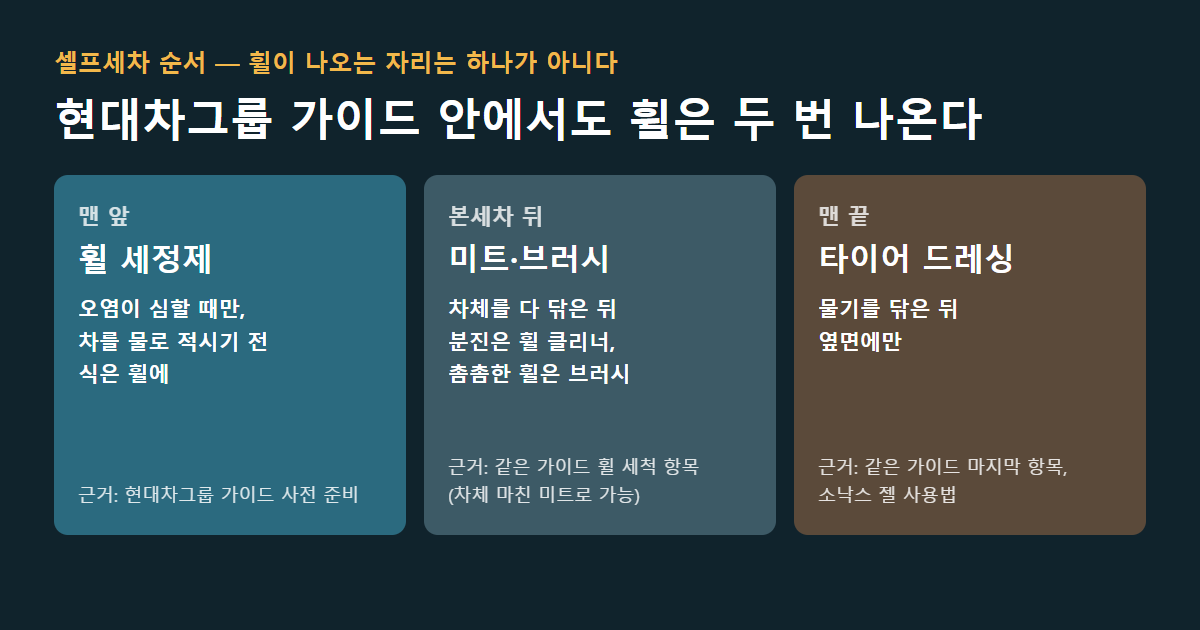 셀프세차 순서 — 휠이 나오는 자리는 하나가 아니다
현대차그룹 가이드 안에서도 휠은 두 번 나온다
맨 앞
휠 세정제
오염이 심할 때만,
차를 물로 적시기 전
식은 휠에
근거: 현대차그룹 가이드 사전 준비
본세차 뒤
미트·브러시
차체를 다 닦은 뒤
분진은 휠 클리너,
촘촘한 휠은 브러시
근거: 같은 가이드 휠 세척 항목
(차체 마친 미트로 가능)
맨 끝
타이어 드레싱
물기를 닦은 뒤
옆면에만
근거: 같은 가이드 마지막 항목,
소낙스 젤 사용법